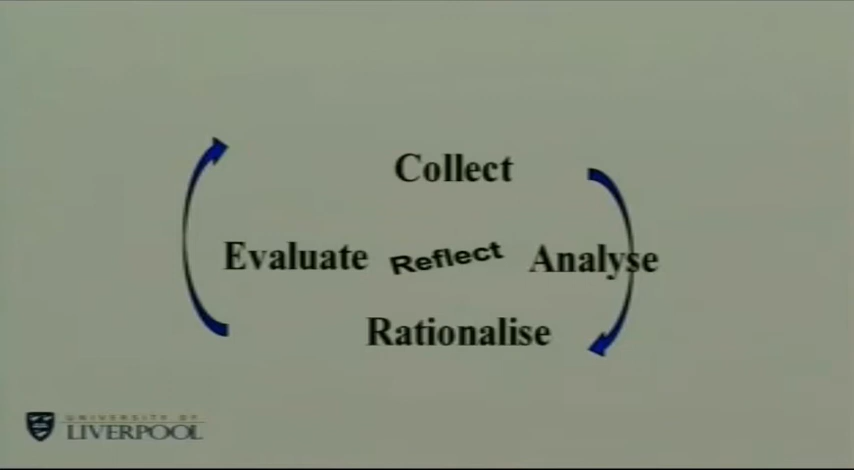 Collect
Evaluate Reflect Analyse
Rationalise
UNIVERSITY OF
LIVERPOOL